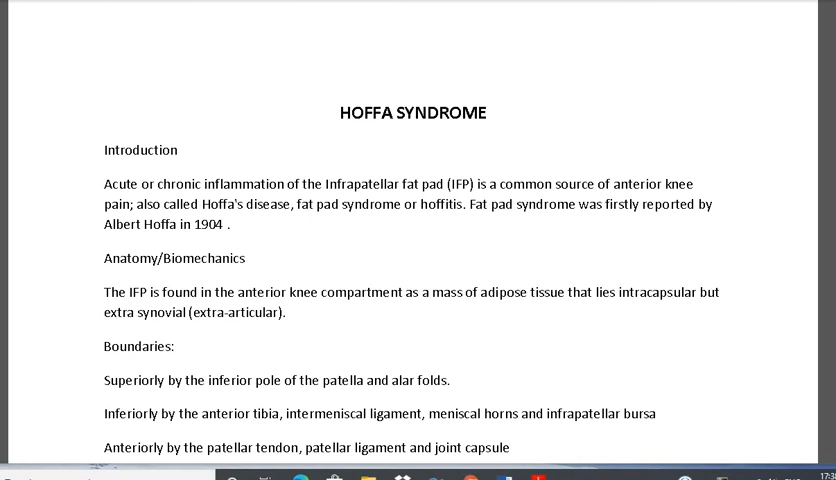 HOFFA SYNDROME
Introduction
Acute or chronic inflammation of the Infrapatellar fat pad (IFP) is a common source of anterior knee
pain; also called Hoffa's disease, fat pad syndrome or hoffitis. Fat pad syndrome was firstly reported by
Albert Hoffa in 1904 .
Anatomy/Biomechanics
The IFP is found in the anterior knee compartment as a mass of adipose tissue that lies intracapsular but
extra synovial (extra-articular).
Boundaries:
Superiorly by the inferior pole of the patella and alar folds.
Inferiorly by the anterior tibia, intermeniscal ligament, meniscal horns and infrapatellar bursa
Anteriorly by the patellar tendon, patellar ligament and joint capsule